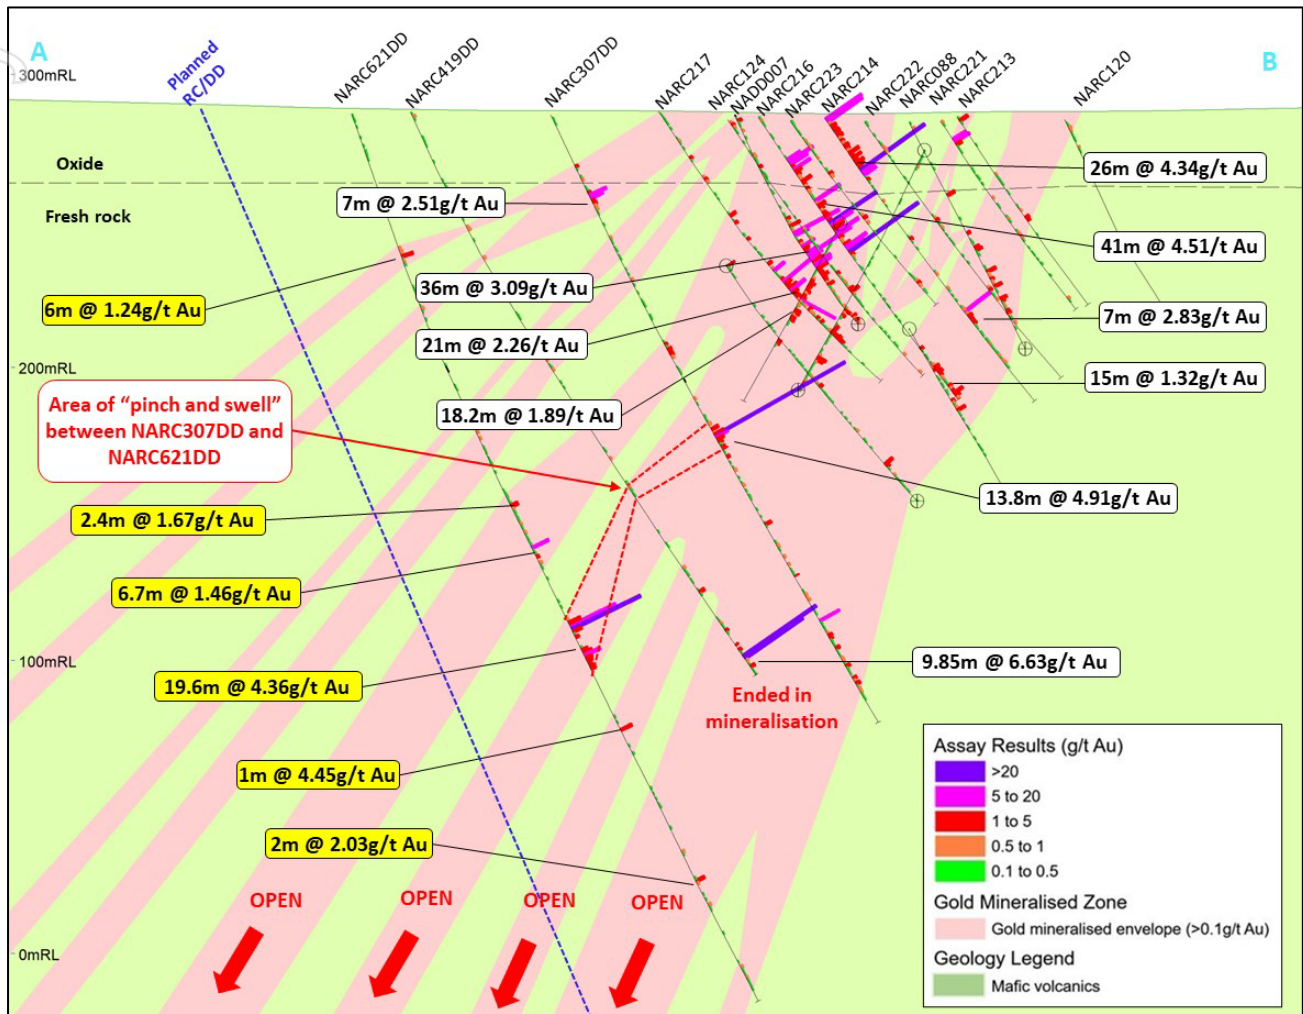 A
B
300mRL
Planned
RC/DD
NARC621DD
NARC419DD
NARC307DD
NARC217
NARC124
NADD007
NARC216
NARC223
NARC214
NARC222
NARC088
NARC221
NARC213
NARC120
Oxide
Fresh rock
26m @ 4.34g/t Au
7m @ 2.51g/t Au
41m @ 4.51/t Au
36m @ 3.09g/t Au
6m @ 1.24g/t Au
7m @ 2.83g/t Au
21m @ 2.26/t Au
200mRL
15m @ 1.32g/t Au
Area of “pinch and swell”
between NARC307DD and
NARC621DD
18.2m @ 1.89/t Au
13.8m @ 4.91g/t Au
2.4m @ 1.67g/t Au
6.7m @ 1.46g/t Au
100mRL
9.85m @ 6.63g/t Au
19.6m @ 4.36g/t Au
Ended in
mineralisation
1m @ 4.45g/t Au
2m @ 2.03g/t Au
OPEN
OPEN
OPEN
OPEN
0mRL
Assay Results (g/t Au)
>20
5 to 20
1 to 5
0.5 to 1
0.1 to 0.5
Gold Mineralised Zone
Gold mineralised envelope (>0.1g/t Au)
Geology Legend
Mafic volcanics